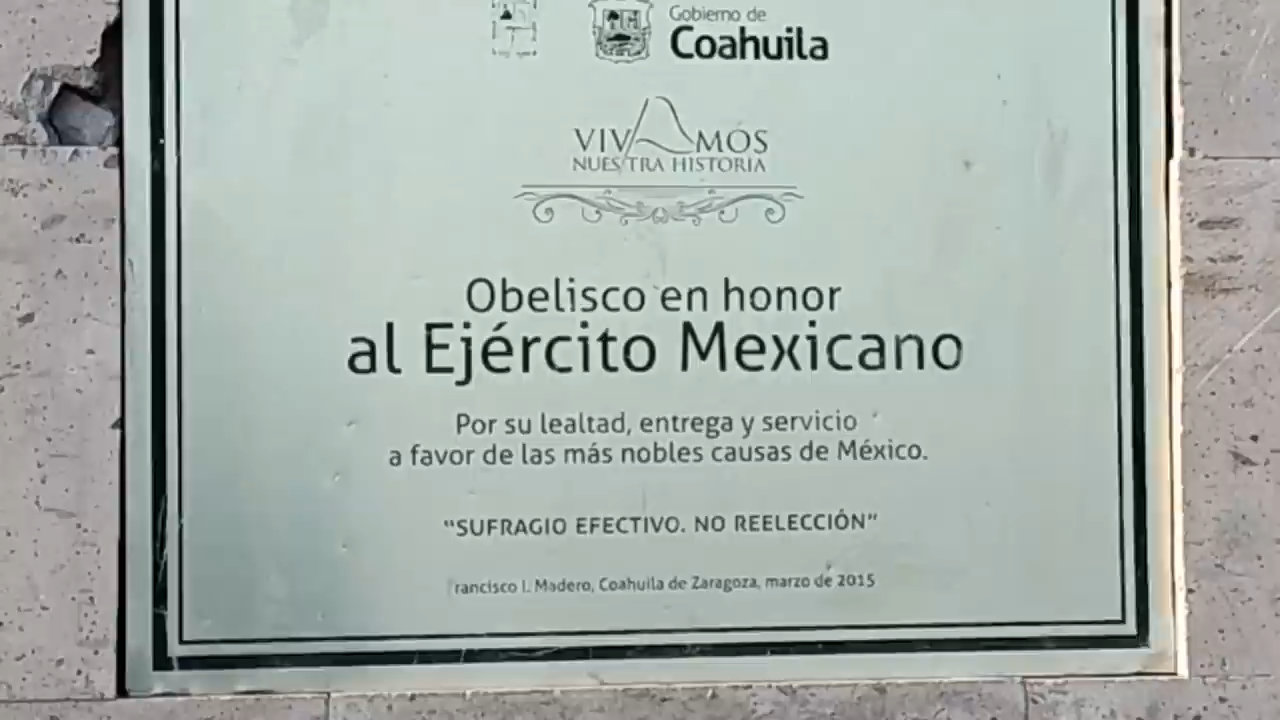 Gobierno de
Coahuila
VIVAMOS
NUESTRA HISTORIA
Obelisco en honor
al Ejército Mexicano
Por su lealtad, entrega y servicio
a favor de las más nobles causas de México.
"SUFRAGIO EFECTIVO. NO REELECCIÓN"
rancisco I. Madero, Coahuila de Zaragoza, marzo de 2015